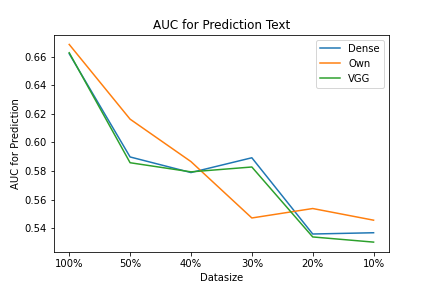 AUC for Prediction Text
Dense
Own
VGG
AUC for Prediction
0.66
0.64
0.62
0.60
0.58
0.56
0.54
100% 50% 40% 30% 20% 10%
Datasize